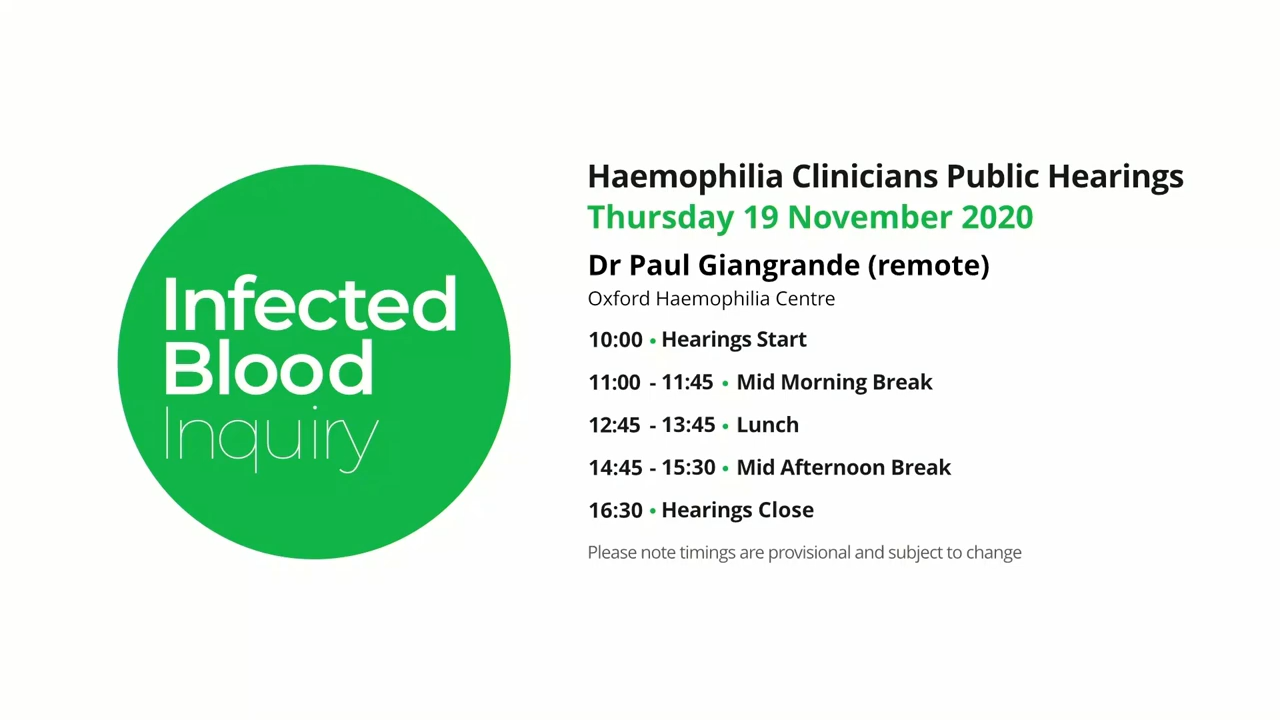 Infected
Blood
Inquiry
Haemophilia Clinicians Public Hearings
Thursday 19 November 2020
Dr Paul Giangrande (remote)
Oxford Haemophilia Centre
10:00 • Hearings Start
11:00 - 11:45 • Mid Morning Break
12:45 - 13:45 • Lunch
14:45 - 15:30 • Mid Afternoon Break
16:30 • Hearings Close
Please note timings are provisional and subject to change